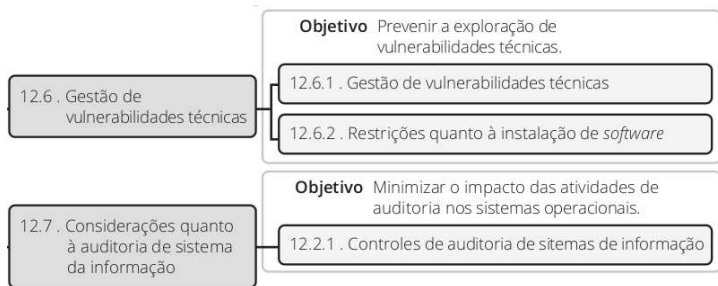 Objetivo Prevenir a exploração de
vulnerabilidades técnicas.
12.6 . Gestão de
vulnerabilidades técnicas
12.6.1 . Gestão de vulnerabilidades técnicas
12.6.2 . Restrições quanto à instalação de software
Objetivo Minimizar o impacto das atividades de
auditoria nos sistemas operacionais.
12.7 . Considerações quanto
à auditoria de sistema
da informação
12.2.1 . Controles de auditoria de sitemas de informação